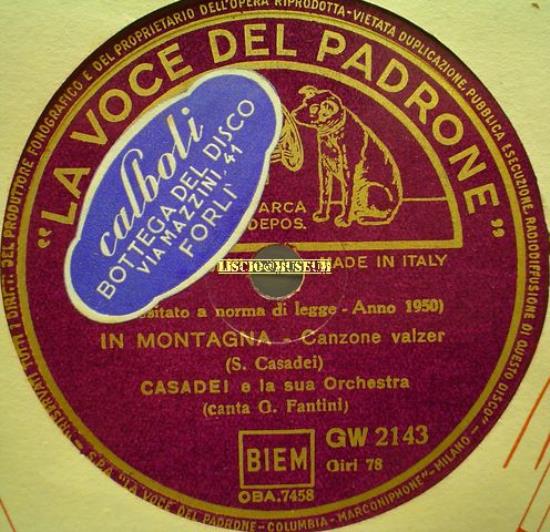 (RISERVATI TUTTI I DIRITTI DEL PRODUTTORE FONOGRAFICO E DEL PROPRIETARIO DELL'OPERA RIPRODOTTA - VIETATA DUPLICAZIONE, PUBBLICA ESECUZIONE, RADIODIFFUSIONE DI QUESTO DISCO"
"LA VOCE DEL PADRONE"
calboli
BOTTEGA DEL DISCO
VIA MAZZINI, 41
FORLI'
MARCA
DEPOS.
MADE IN ITALY
LISCIO@MUSEUM
sitato a norma di legge - Anno 1950)
IN MONTAGNA - Canzone valzer
(S. Casadei)
CASADEI e la sua Orchestra
(canta G. Fantini)
BIEM
GW 2143
Giri 78
OBA.7458
S.P.A. "LA VOCE DEL PADRONE - COLUMBIA - MARCONIPHONE" - MILANO -